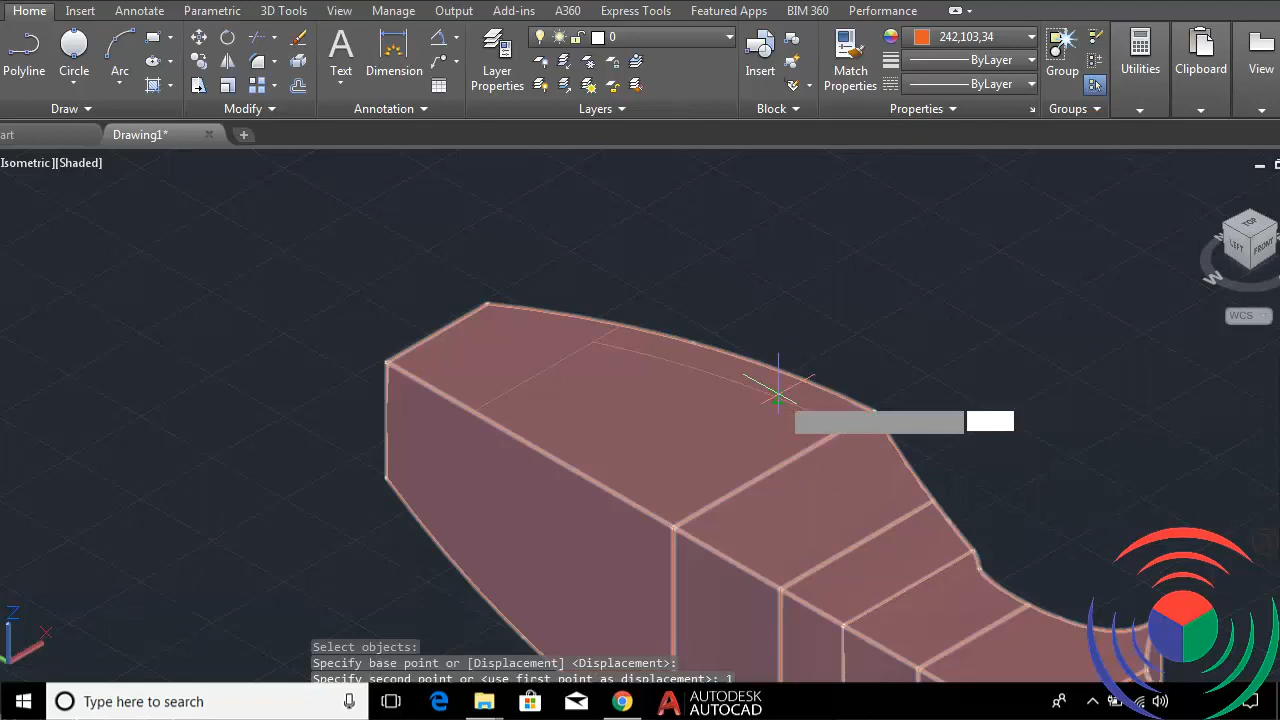 Home Insert Annotate Parametric 3D Tools View Manage Output Add-ins A360 Express Tools Featured Apps BIM 360 Performance
0
242,103,34
Polyline Circle Arc Text Dimension Layer Properties Insert Match Properties ByLayer ByLayer Group Utilities Clipboard View
Draw Modify Annotation Layers Block Properties Groups
art Drawing1* +
Isometric][Shaded]
TOP
LEFT FRONT
W
WCS
Z
X
Select objects:
Specify base point or [Displacement] <Displacement>:
Specify second point or <use first point as displacement>: 1
Type here to search
AUTODESK
AUTOCAD